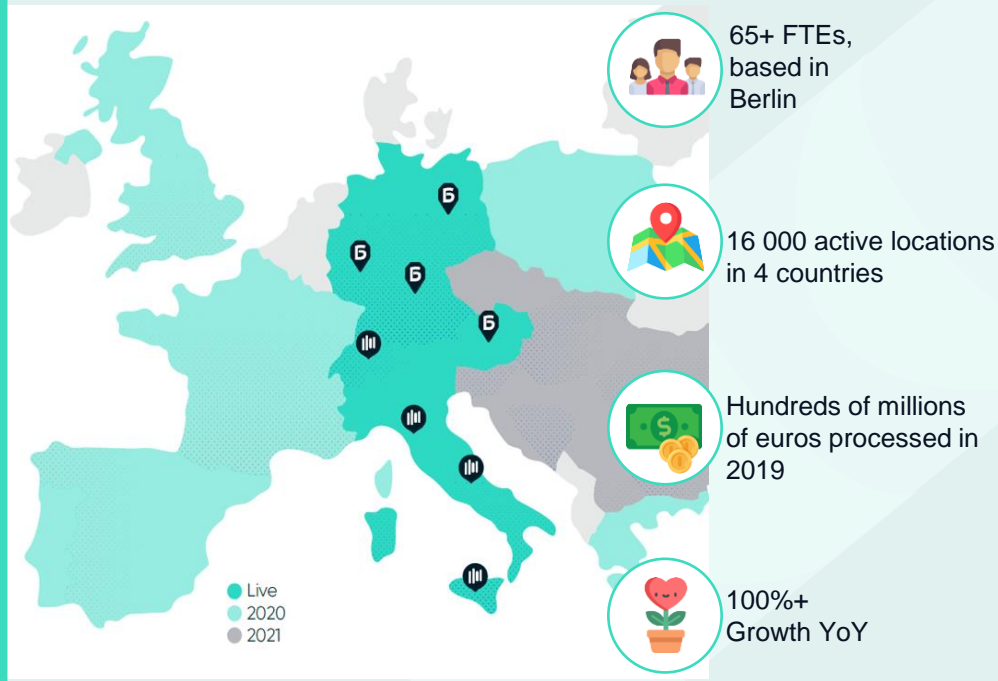 65+ FTEs,
based in
Berlin
16 000 active locations
in 4 countries
Hundreds of millions
of euros processed in
2019
100%+
Growth YoY
Live
2020
2021